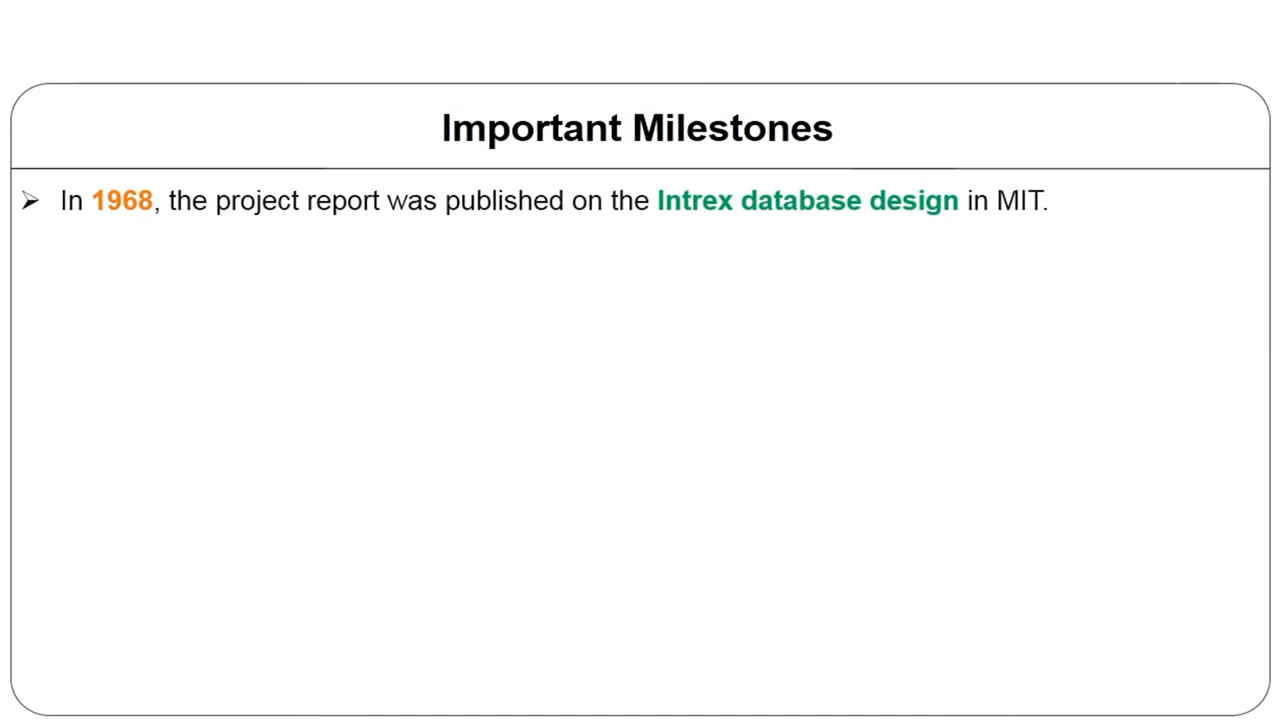 Important Milestones
➢ In 1968, the project report was published on the Intrex database design in MIT.